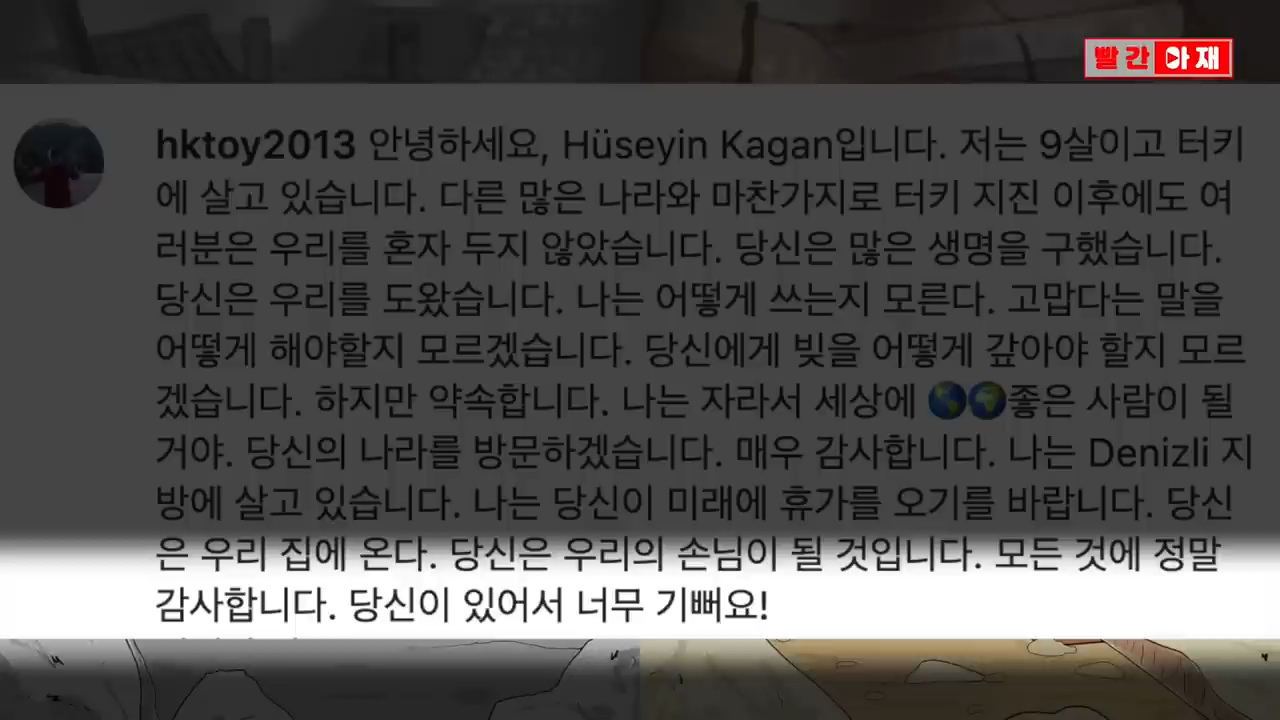 빨간아재
hktoy2013 안녕하세요, Hüseyin Kagan입니다. 저는 9살이고 터키
에 살고 있습니다. 다른 많은 나라와 마찬가지로 터키 지진 이후에도 여
러분은 우리를 혼자 두지 않았습니다. 당신은 많은 생명을 구했습니다.
당신은 우리를 도왔습니다. 나는 어떻게 쓰는지 모른다. 고맙다는 말을
어떻게 해야할지 모르겠습니다. 당신에게 빚을 어떻게 갚아야 할지 모르
겠습니다. 하지만 약속합니다. 나는 자라서 세상에 🌎🌍좋은 사람이 될
거야. 당신의 나라를 방문하겠습니다. 매우 감사합니다. 나는 Denizli 지
방에 살고 있습니다. 나는 당신이 미래에 휴가를 오기를 바랍니다. 당신
은 우리 집에 온다. 당신은 우리의 손님이 될 것입니다. 모든 것에 정말
감사합니다. 당신이 있어서 너무 기뻐요!